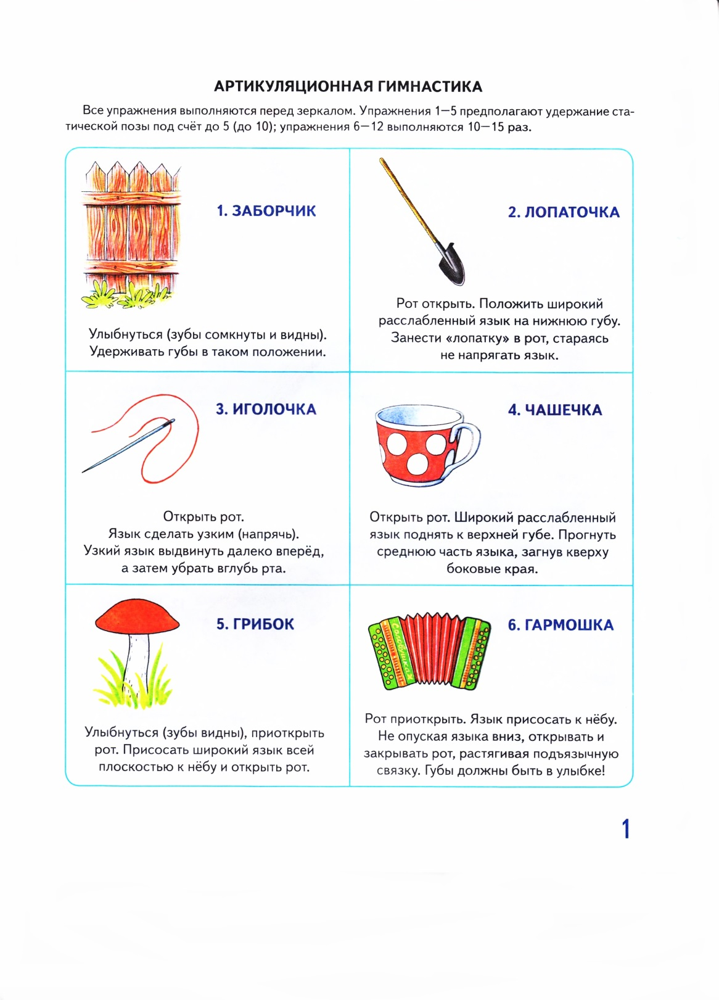 АРТИКУЛЯЦИОННАЯ ГИМНАСТИКА
Все упражнения выполняются перед зеркалом. Упражнения 1—5 предполагают удержание ста-
тической позы под счёт до 5 (до 10); упражнения 6—12 выполняются 10—15 раз.
1. ЗАБОРЧИК
Улыбнуться (зубы сомкнуты и видны).
Удерживать губы в таком положении.
2. ЛОПАТОЧКА
Рот открыть. Положить широкий
расслабленный язык на нижнюю губу.
Занести «лопатку» в рот, стараясь
не напрягать язык.
3. ИГОЛОЧКА
Открыть рот.
Язык сделать узким (напрячь).
Узкий язык выдвинуть далеко вперёд,
а затем убрать вглубь рта.
4. ЧАШЕЧКА
Открыть рот. Широкий расслабленный
язык поднять к верхней губе. Прогнуть
среднюю часть языка, загнув кверху
боковые края.
5. ГРИБОК
Улыбнуться (зубы видны), приоткрыть
рот. Присосать широкий язык всей
плоскостью к нёбу и открыть рот.
6. ГАРМОШКА
Соловушка
Рот приоткрыть. Язык присосать к нёбу.
Не опуская языка вниз, открывать и
закрывать рот, растягивая подъязычную
связку. Губы должны быть в улыбке!
1